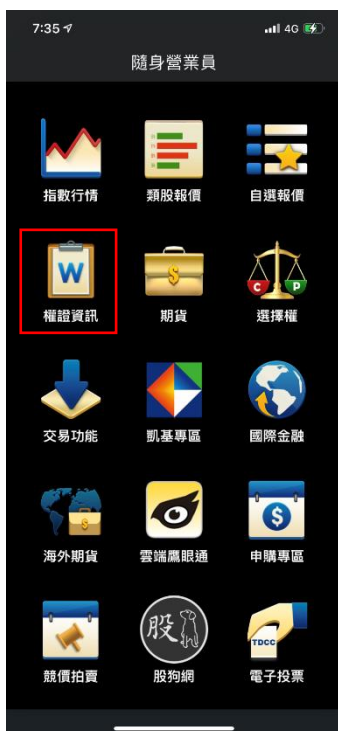 7:35
4G
隨身營業員
指數行情
類股報價
自選報價
W
權證資訊
$
期貨
C P
選擇權
交易功能
凱基專區
國際金融
$
海外期貨
雲端鷹眼通
$
申購專區
競價拍賣
股
股狗網
TDCC
電子投票